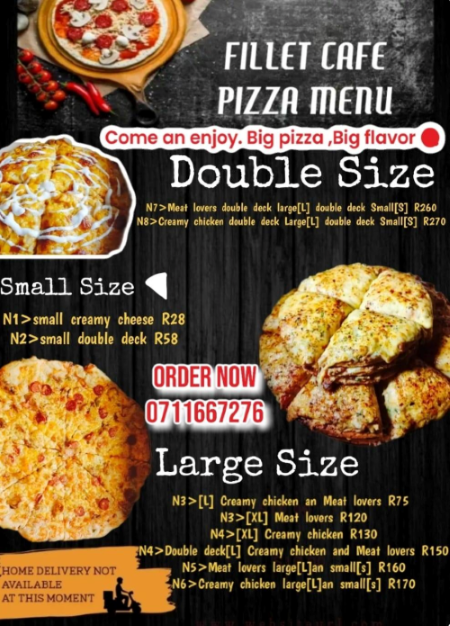 FILLET CAFE
PIZZA MENU
Come an enjoy. Big pizza ,Big flavor
Double Size
N7>Meat lovers double deck large[L] double deck Small[S] R260
N8>Creamy chicken double deck Large[L] double deck Small[S] R270
Small Size
N1>small creamy cheese R28
N2>small double deck R58
ORDER NOW
0711667276
Large Size
N3>[L] Creamy chicken an Meat lovers R75
N3>[XL] Meat lovers R120
N4>[XL] Creamy chicken R130
N4>Double deck[L] Creamy chicken and Meat lovers R150
N5>Meat lovers large[L]an small[s] R160
N6>Creamy chicken large[L]an small[s] R170
HOME DELIVERY NOT
AVAILABLE
AT THIS MOMENT